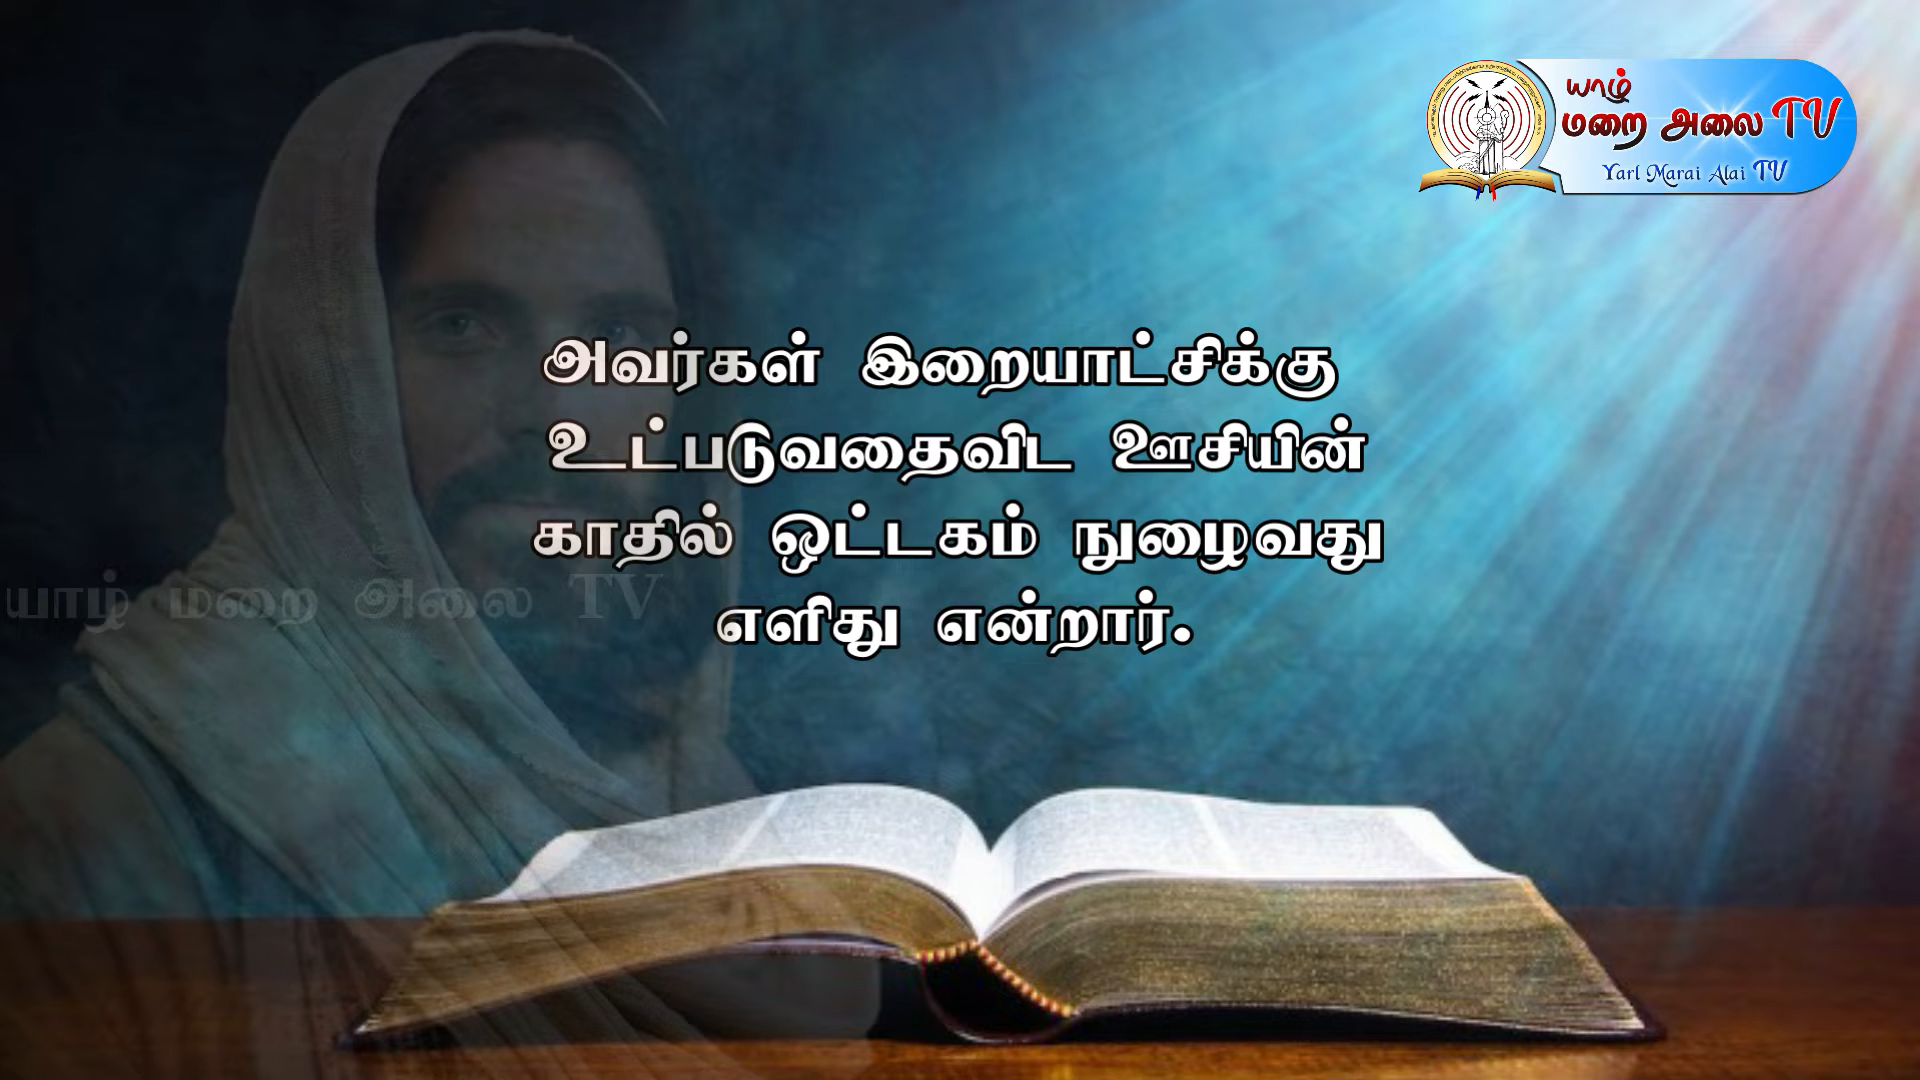 யாழ்
மறை அலை TV
Yarl Marai Alai TV
அவர்கள் இறையாட்சிக்கு
உட்படுவதைவிட ஊசியின்
காதில் ஒட்டகம் நுழைவது
எளிது என்றார்.
யாழ் மறை அலை TV